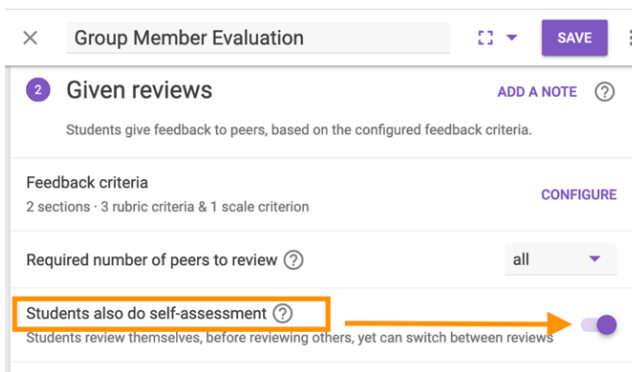 Group Member Evaluation
SAVE
2
Given reviews
ADD A NOTE
?
Students give feedback to peers, based on the configured feedback criteria.
Feedback criteria
CONFIGURE
2 sections · 3 rubric criteria & 1 scale criterion
Required number of peers to review ?
all
Students also do self-assessment ?
Students review themselves, before reviewing others, yet can switch between reviews